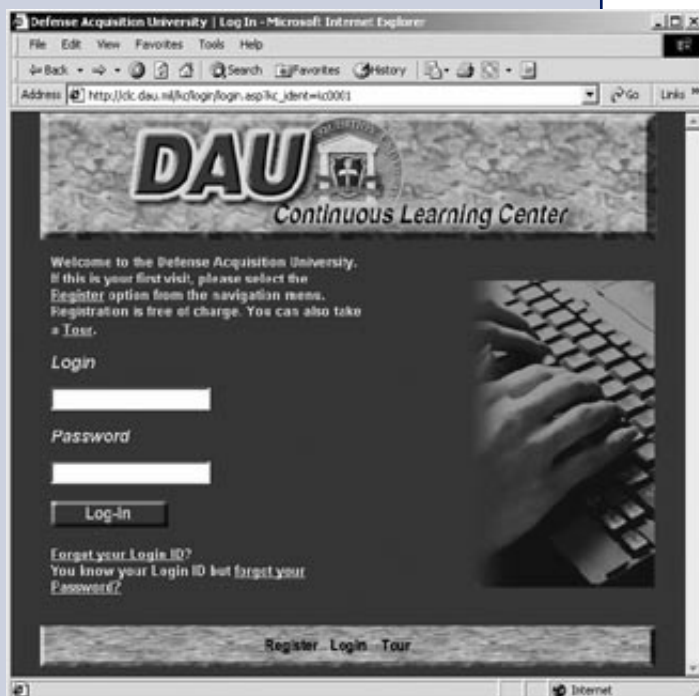 Defense Acquisition University | Log In - Microsoft Internet Explorer
File Edit View Favorites Tools Help
Back Search Favorites History
Address http://clc.dau.mil/kc/login/login.asp?kc_ident=kc0001 Go Links »
DAU
Continuous Learning Center
Welcome to the Defense Acquisition University.
If this is your first visit, please select the
Register option from the navigation menu.
Registration is free of charge. You can also take
a Tour.
Login
Password
Log-In
Forget your Login ID?
You know your Login ID but forget your
Password?
Register Login Tour
Internet